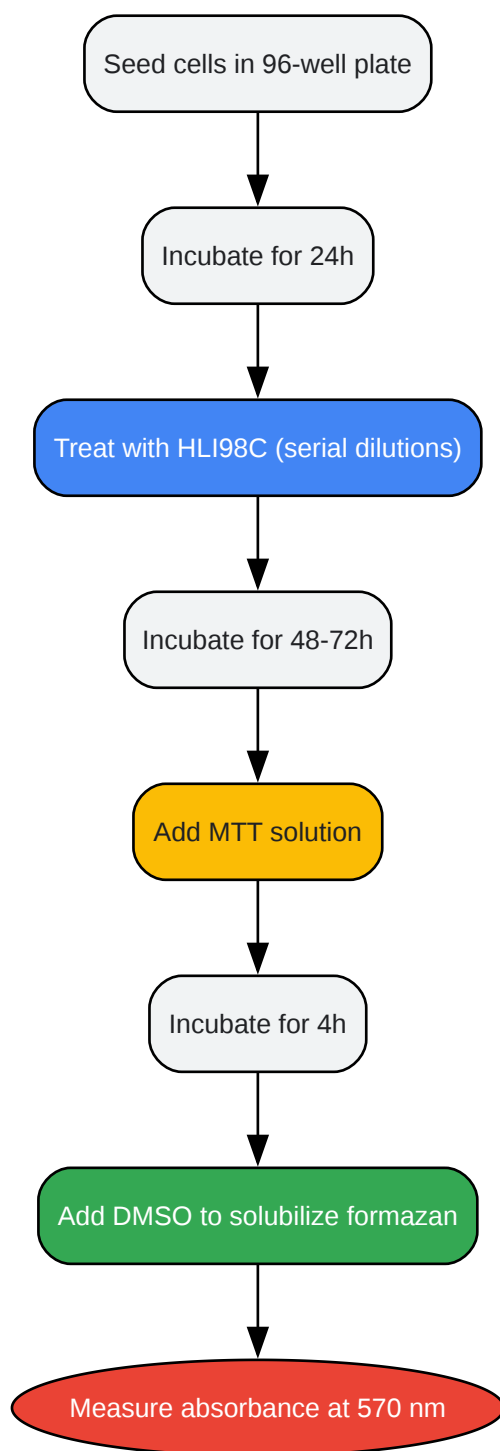 Seed cells in 96-well plate
Incubate for 24h
Treat with HLI98C (serial dilutions)
Incubate for 48-72h
Add MTT solution
Incubate for 4h
Add DMSO to solubilize formazan
Measure absorbance at 570 nm